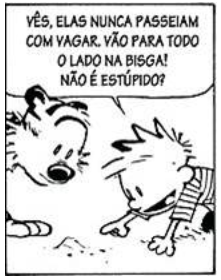 VÊS, ELAS NUNCA PASSEIAM
COM VAGAR. VÃO PARA TODO
O LADO NA BISGA!
NÃO É ESTÚPIDO?